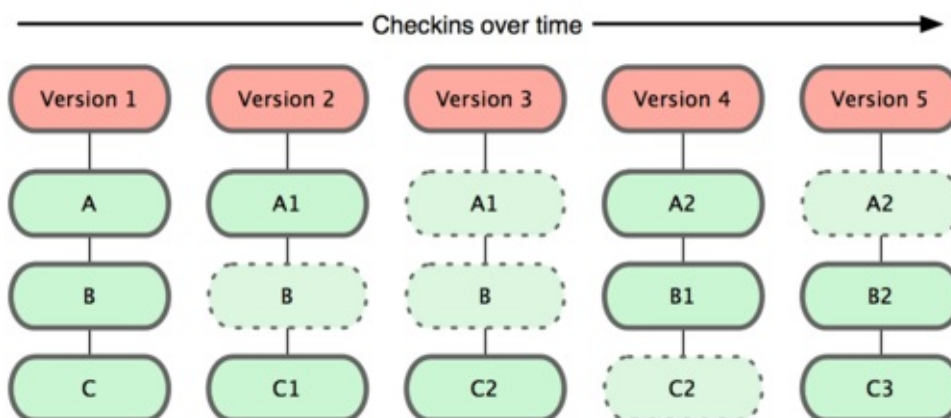 Checkins over time
Version 1 Version 2 Version 3 Version 4 Version 5
A A1 A1 A2 A2
B B B B1 B2
C C1 C2 C2 C3